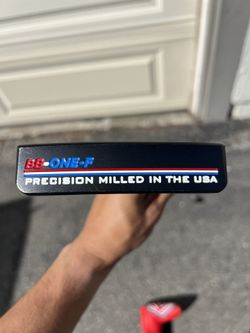 BB-ONE-F
PRECISION MILLED IN THE USA